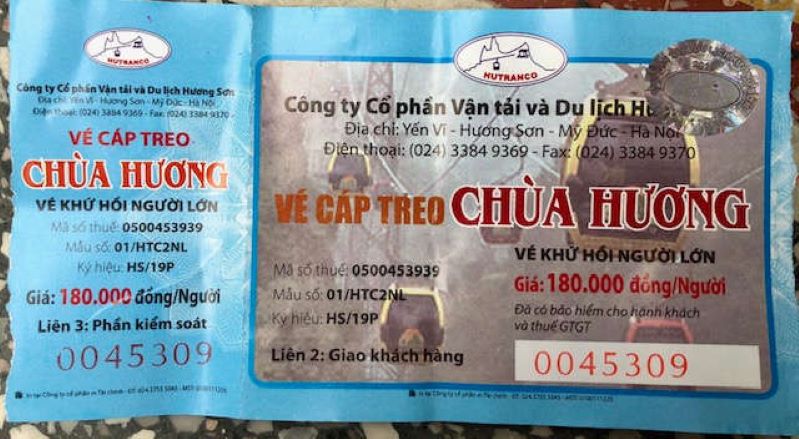 HUTRANCO
Công ty Cổ phần Vận tải và Du lịch Hương Sơn
Địa chỉ: Yến Vĩ - Hương Sơn - Mỹ Đức - Hà Nội
Điện thoại: (024) 3384 9369 - Fax: (024) 3384 9370
VÉ CÁP TREO
CHÙA HƯƠNG
VÉ KHỨ HỒI NGƯỜI LỚN
Mã số thuế: 0500453939
Mẫu số: 01/HTC2NL
Ký hiệu: HS/19P
Giá: 180.000 đồng/Người
Liên 3: Phần kiểm soát
0045309
HUTRANCO
Công ty Cổ phần Vận tải và Du lịch
Địa chỉ: Yến Vĩ - Hương Sơn - Mỹ Đức - Hà Nội
Điện thoại: (024) 3384 9369 - Fax: (024) 3384 9370
VÉ CÁP TREO CHÙA HƯƠNG
VÉ KHỨ HỒI NGƯỜI LỚN
Mã số thuế: 0500453939
Mẫu số: 01/HTC2NL
Ký hiệu: HS/19P
Giá: 180.000 đồng/Người
Đã có bảo hiểm cho hành khách
và thuế GTGT
Liên 2: Giao khách hàng
0045309